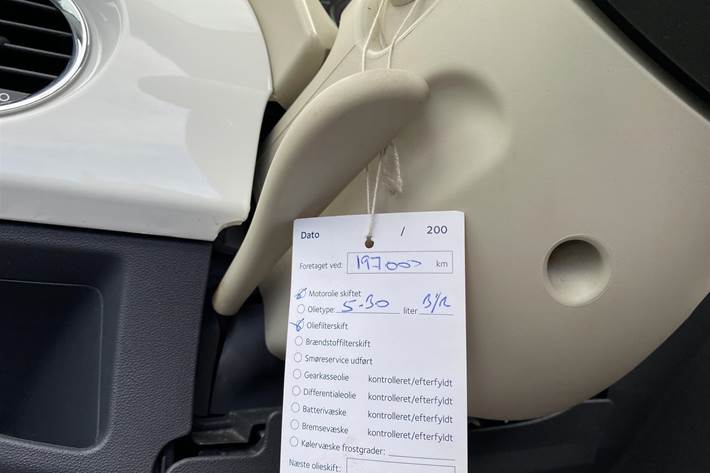 Dato / 200
Foretaget ved: 197000 km
Motorolie skiftet
Olietype: 5-30 liter
Oliefilterskift
Brændstoffilterskift
Smøreservice udført
Gearkasseolie kontrolleret/efterfyldt
Differentialeolie kontrolleret/efterfyldt
Batterivæske kontrolleret/efterfyldt
Bremsevæske kontrolleret/efterfyldt
Kølervæske frostgrader:
Næste olieskift: